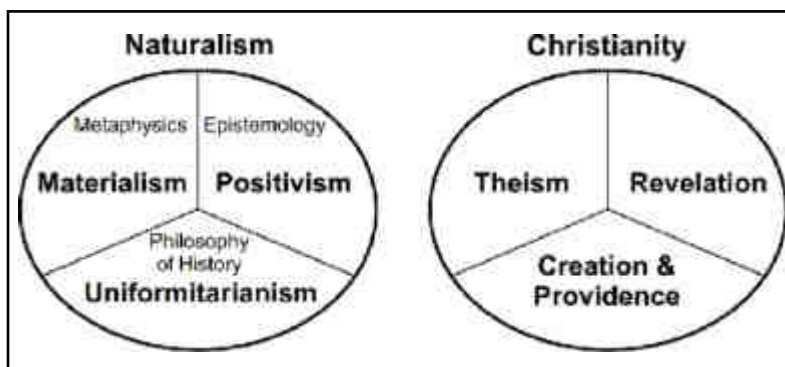 Naturalism
Metaphysics
Epistemology
Materialism
Positivism
Philosophy
of History
Uniformitarianism
Christianity
Theism
Revelation
Creation &
Providence